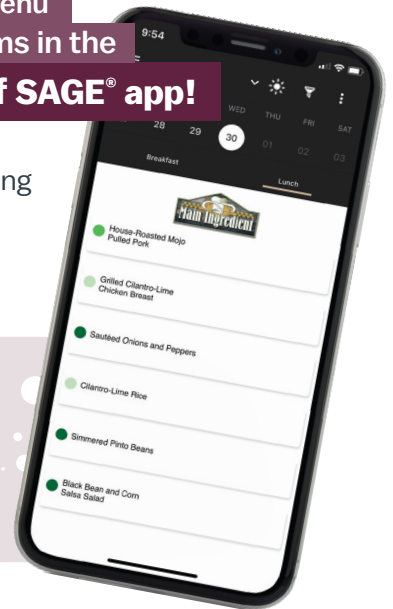 enu
ms in the
f SAGE® app!
ing
9:54
WED THU FRI SAT
28 29 30 01 02 03
Breakfast Lunch
Main Ingredient
House-Roasted Mojo
Pulled Pork
Grilled Cilantro-Lime
Chicken Breast
Sautéed Onions and Peppers
Cilantro-Lime Rice
Simmered Pinto Beans
Black Bean and Corn
Salsa Salad